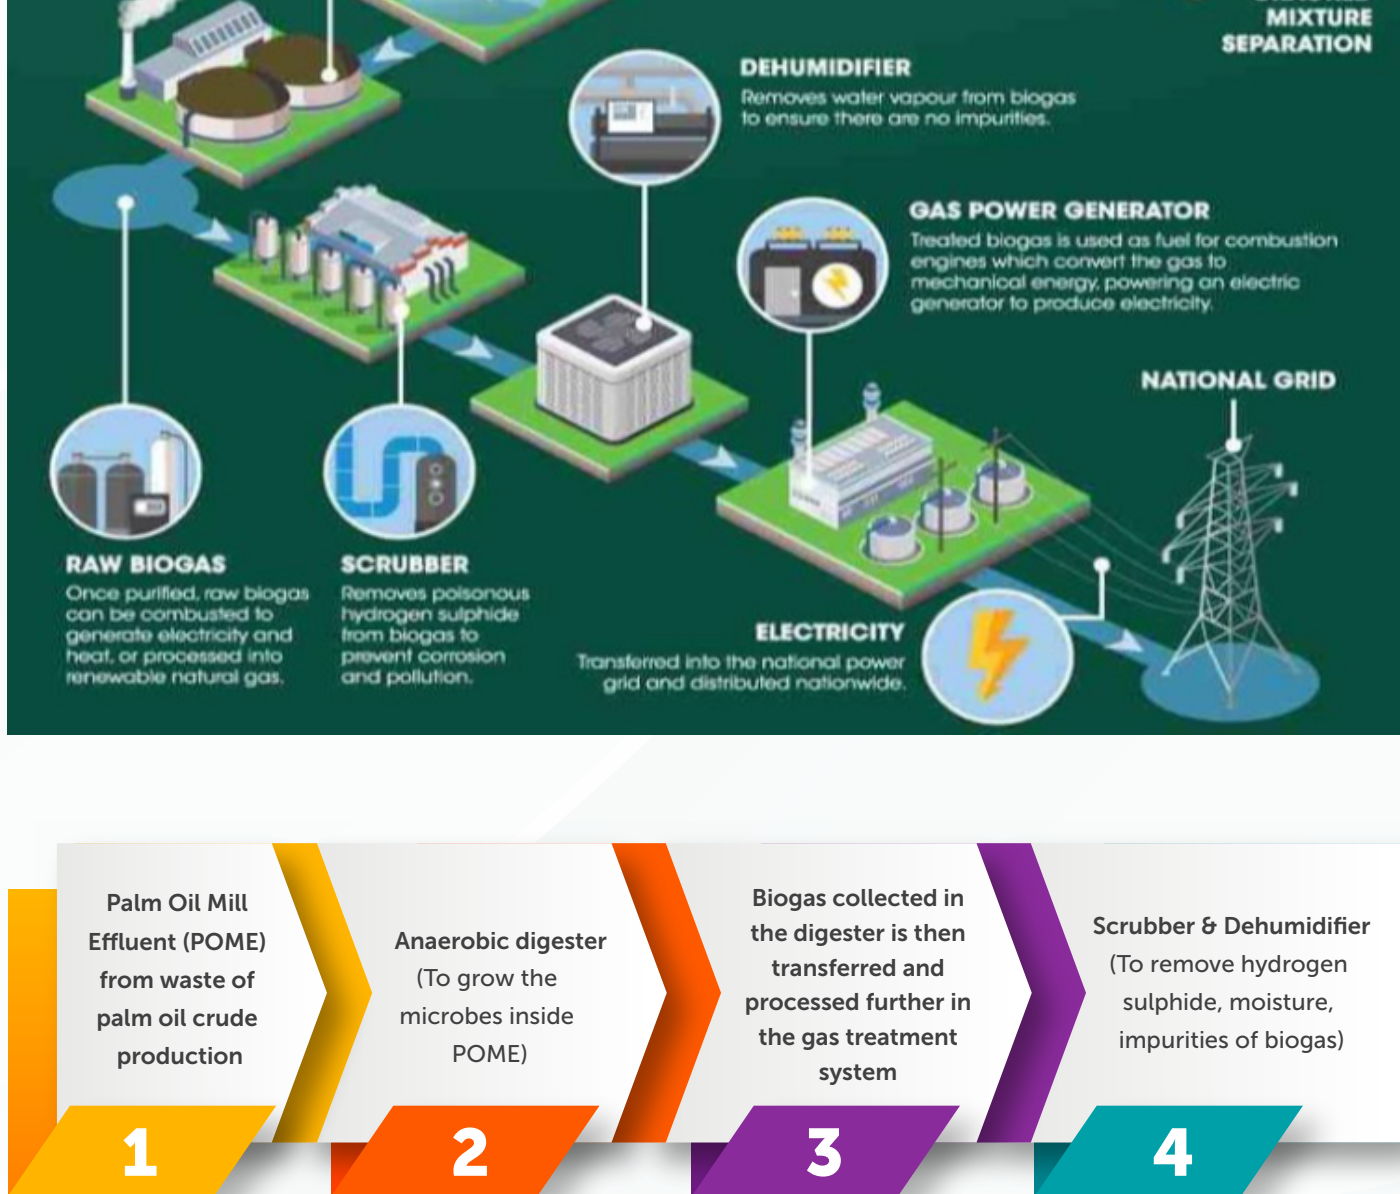 MIXTURE
SEPARATION
DEHUMIDIFIER
Removes water vapour from biogas
to ensure there are no impurities.
GAS POWER GENERATOR
Treated biogas is used as fuel for combustion
engines which convert the gas to
mechanical energy, powering an electric
generator to produce electricity.
NATIONAL GRID
RAW BIOGAS
Once purified, raw biogas
can be combusted to
generate electricity and
heat, or processed into
renewable natural gas.
SCRUBBER
Removes poisonous
hydrogen sulphide
from biogas to
prevent corrosion
and pollution.
ELECTRICITY
Transferred into the national power
grid and distributed nationwide.
Palm Oil Mill
Effluent (POME)
from waste of
palm oil crude
production
1
Anaerobic digester
(To grow the
microbes inside
POME)
2
Biogas collected in
the digester is then
transferred and
processed further in
the gas treatment
system
3
Scrubber & Dehumidifier
(To remove hydrogen
sulphide, moisture,
impurities of biogas)
4